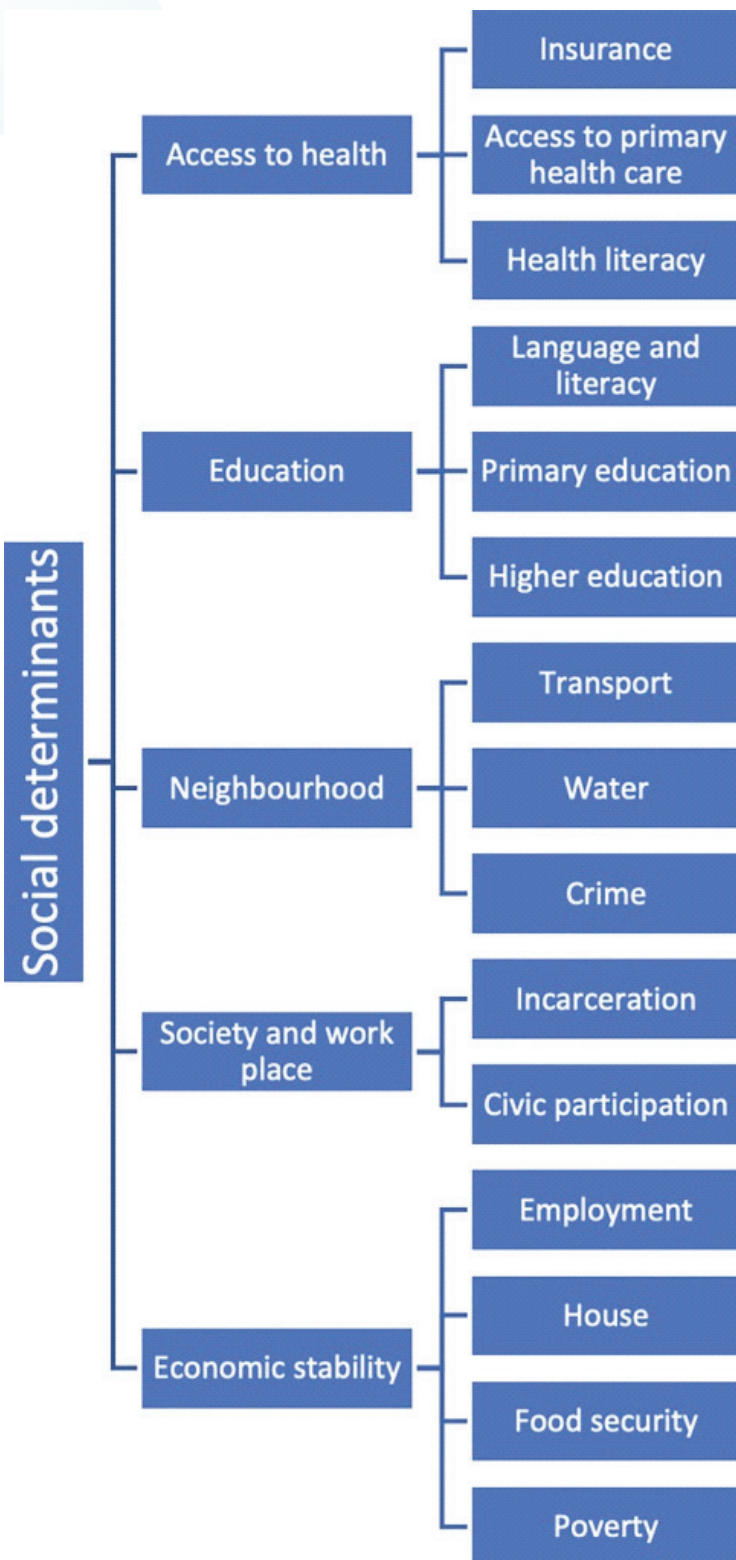 Social determinants
Access to health
Insurance
Access to primary
health care
Health literacy
Education
Language and
literacy
Primary education
Higher education
Neighbourhood
Transport
Water
Crime
Society and work
place
Incarceration
Civic participation
Economic stability
Employment
House
Food security
Poverty